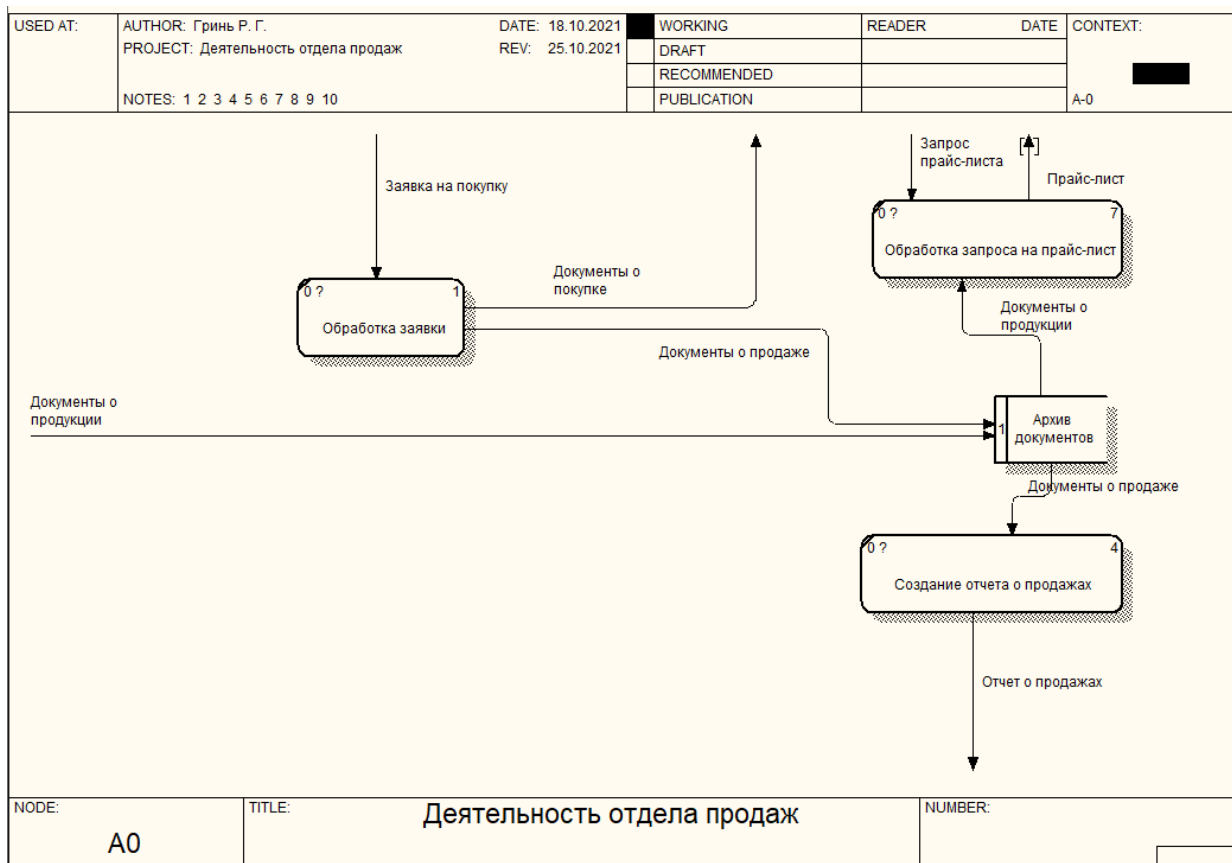 USED AT:
AUTHOR: Гринь Р. Г.
DATE: 18.10.2021
WORKING
READER
DATE
CONTEXT:
PROJECT: Деятельность отдела продаж
REV: 25.10.2021
DRAFT
RECOMMENDED
NOTES: 1 2 3 4 5 6 7 8 9 10
PUBLICATION
A-0
Заявка на покупку
Запрос
прайс-листа
Прайс-лист
0 ?
7
Обработка запроса на прайс-лист
Документы о
покупке
0 ?
1
Обработка заявки
Документы о
продукции
Документы о продаже
Документы о
продукции
1
Архив
документов
Документы о продаже
0 ?
4
Создание отчета о продажах
Отчет о продажах
NODE:
A0
TITLE:
Деятельность отдела продаж
NUMBER: